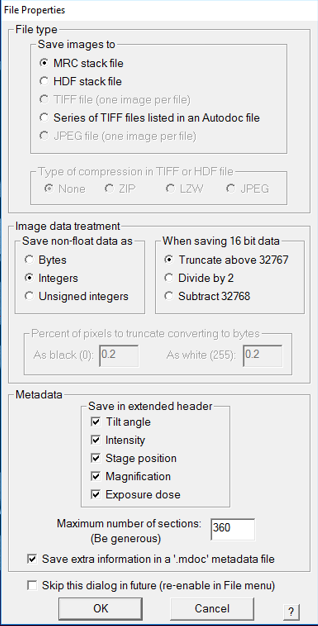 File Properties
File type
Save images to
MRC stack file
HDF stack file
TIFF file (one image per file)
Series of TIFF files listed in an Autodoc file
JPEG file (one image per file)
Type of compression in TIFF or HDF file
None ZIP LZW JPEG
Image data treatment
Save non-float data as
Bytes
Integers
Unsigned integers
When saving 16 bit data
Truncate above 32767
Divide by 2
Subtract 32768
Percent of pixels to truncate converting to bytes
As black (0): 0.2 As white (255): 0.2
Metadata
Save in extended header
Tilt angle
Intensity
Stage position
Magnification
Exposure dose
Maximum number of sections: 360
(Be generous)
Save extra information in a '.mdoc' metadata file
Skip this dialog in future (re-enable in File menu)
OK Cancel ?